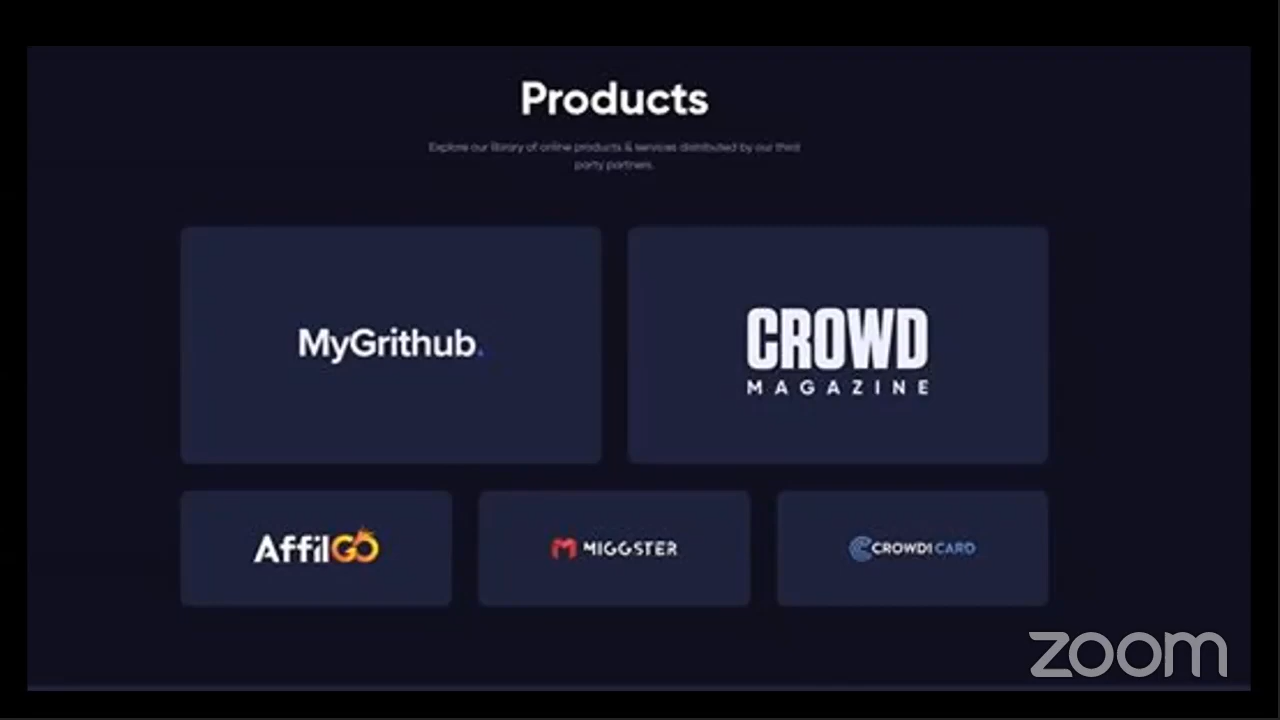 Products
Explore our library of online products & services distributed by our third
party partners.
MyGrithub.
CROWD
MAGAZINE
AffilGO
MIGGSTER
CROWD1 CARD
zoom